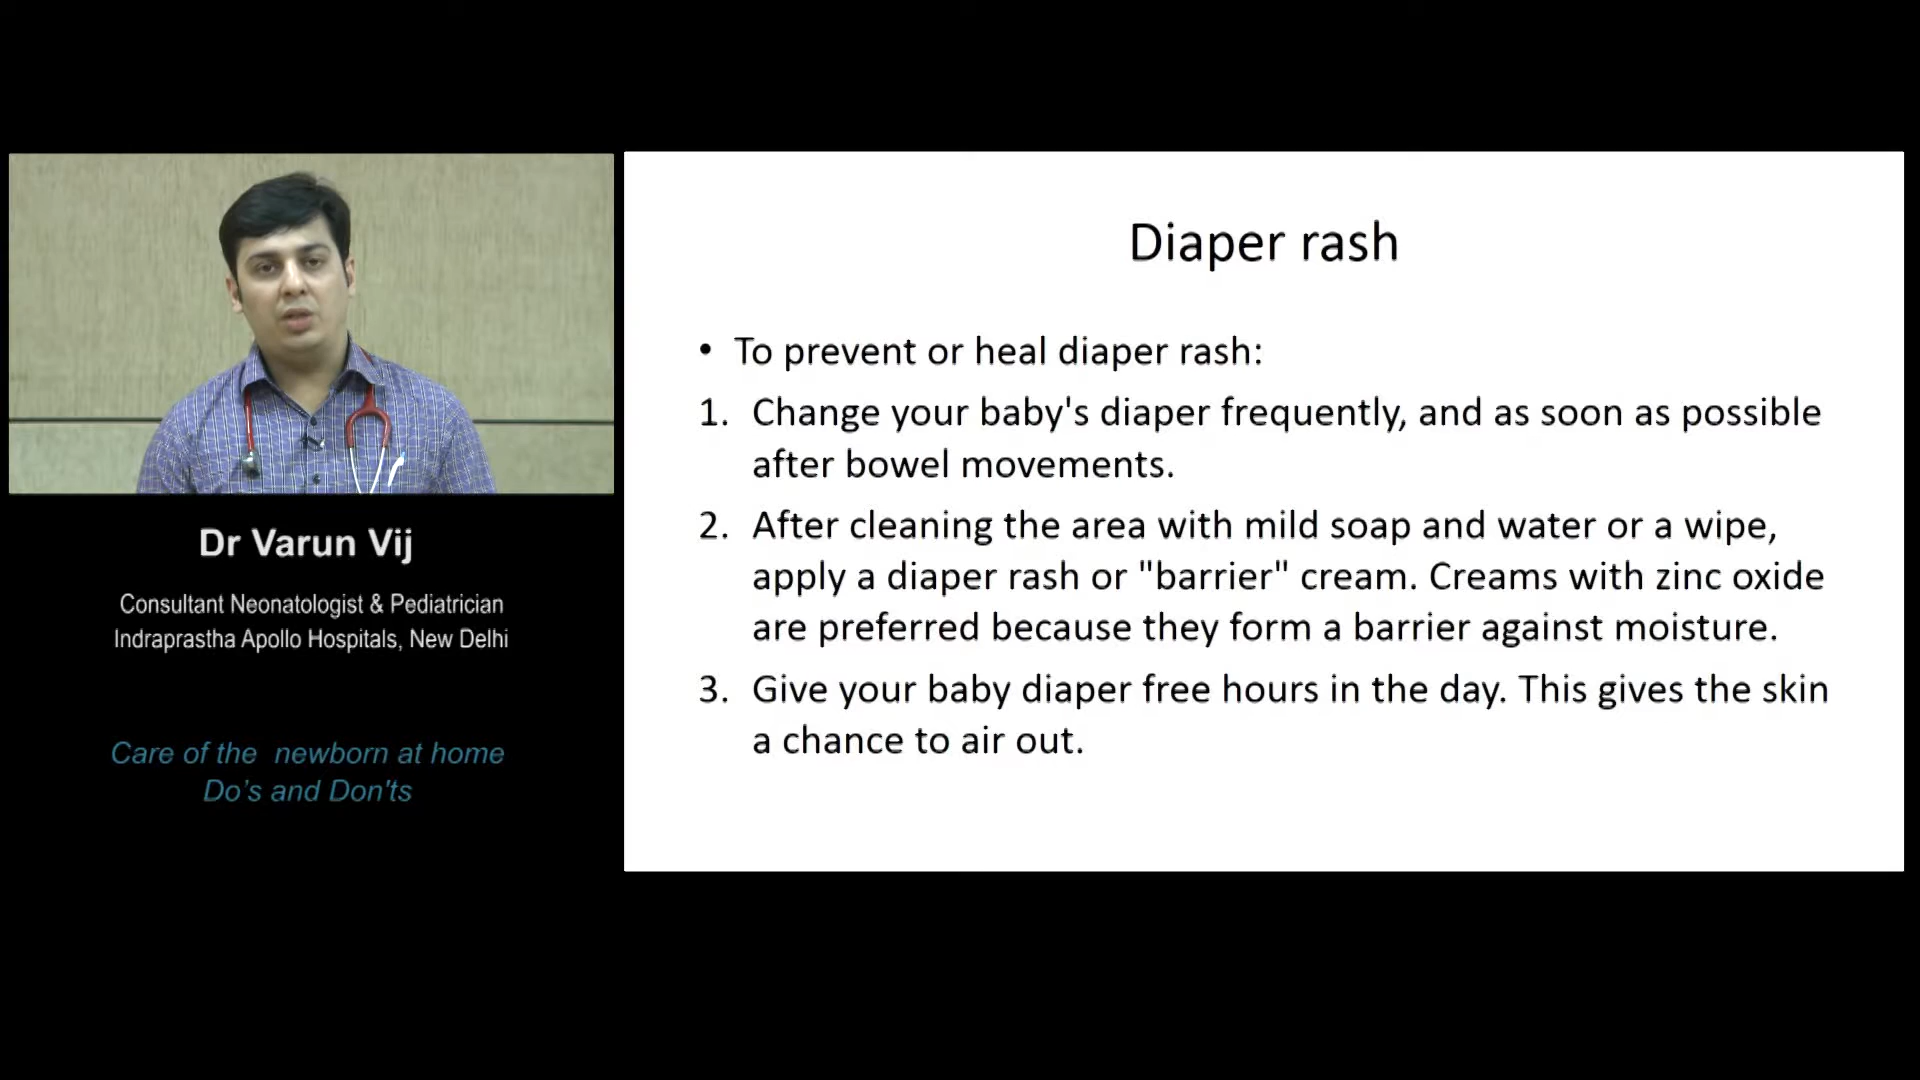 Dr Varun Vij
Consultant Neonatologist & Pediatrician
Indraprastha Apollo Hospitals, New Delhi
Care of the newborn at home
Do's and Don'ts
Diaper rash
• To prevent or heal diaper rash:
1. Change your baby's diaper frequently, and as soon as possible
after bowel movements.
2. After cleaning the area with mild soap and water or a wipe,
apply a diaper rash or "barrier" cream. Creams with zinc oxide
are preferred because they form a barrier against moisture.
3. Give your baby diaper free hours in the day. This gives the skin
a chance to air out.